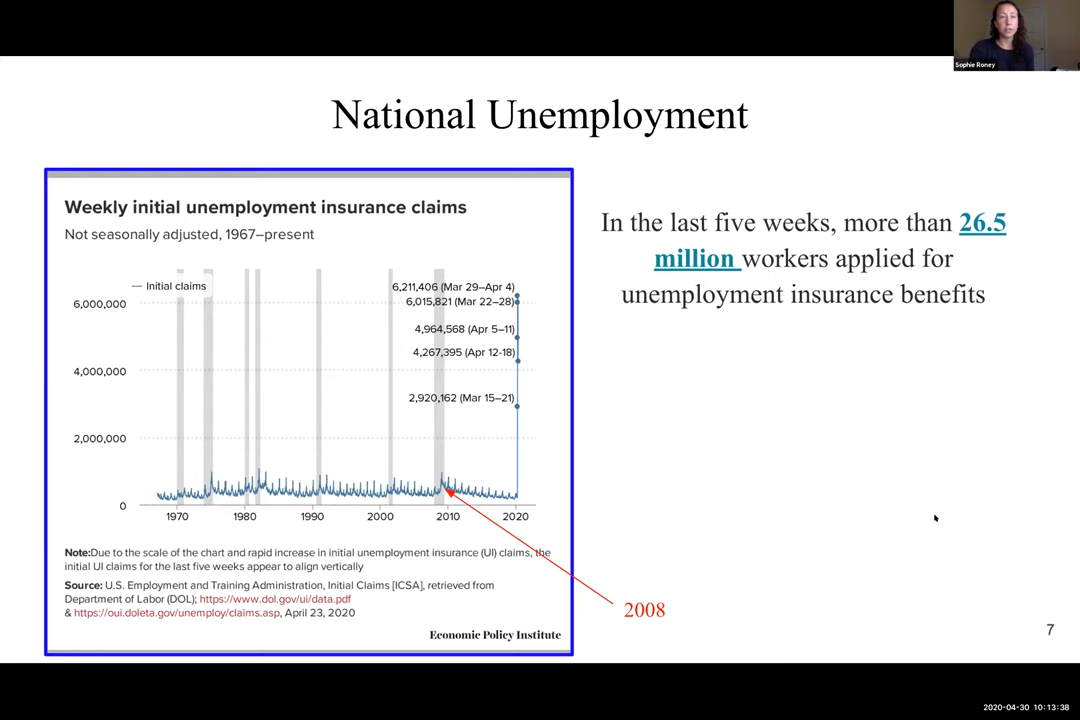 Sophie Roney
National Unemployment
Weekly initial unemployment insurance claims
Not seasonally adjusted, 1967–present
Initial claims
6,211,406 (Mar 29–Apr 4)
6,015,821 (Mar 22–28)
4,964,568 (Apr 5–11)
4,267,395 (Apr 12-18)
2,920,162 (Mar 15–21)
6,000,000
4,000,000
2,000,000
0
1970 1980 1990 2000 2010 2020
Note:Due to the scale of the chart and rapid increase in initial unemployment insurance (UI) claims, the
initial UI claims for the last five weeks appear to align vertically
Source: U.S. Employment and Training Administration, Initial Claims [ICSA], retrieved from
Department of Labor (DOL); https://www.dol.gov/ui/data.pdf
& https://oui.doleta.gov/unemploy/claims.asp, April 23, 2020
Economic Policy Institute
In the last five weeks, more than 26.5
million workers applied for
unemployment insurance benefits
2008
7
2020-04-30 10:13:38